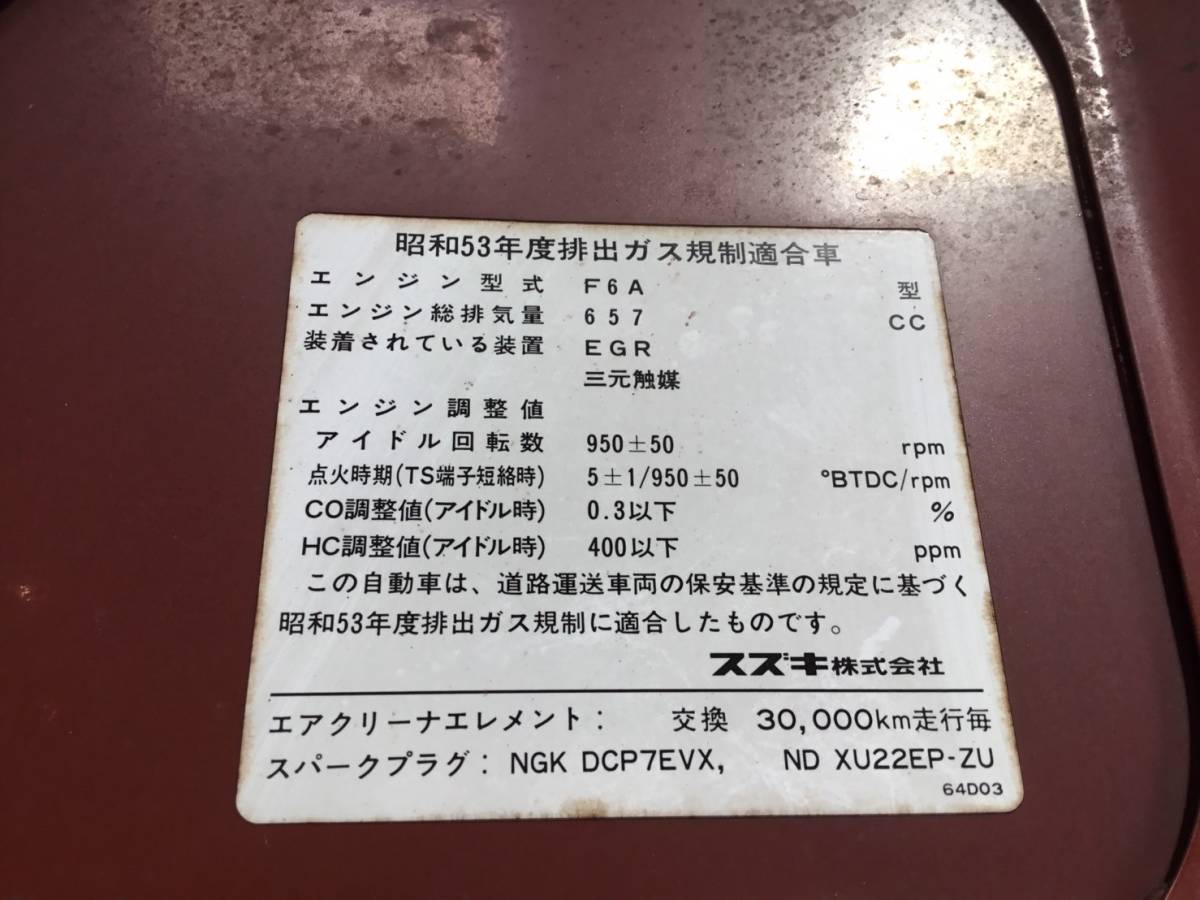 昭和53年度排出ガス規制適合車
エンジン型式 F6A 型
エンジン総排気量 657 CC
装着されている装置 EGR
三元触媒
エンジン調整値
アイドル回転数 950±50 rpm
点火時期(TS端子短絡時) 5±1/950±50 °BTDC/rpm
CO調整値(アイドル時) 0.3以下 %
HC調整値(アイドル時) 400以下 ppm
この自動車は、道路運送車両の保安基準の規定に基づく
昭和53年度排出ガス規制に適合したものです。
スズキ株式会社
エアクリーナエレメント: 交換 30,000km走行毎
スパークプラグ: NGK DCP7EVX, ND XU22EP-ZU
64D03